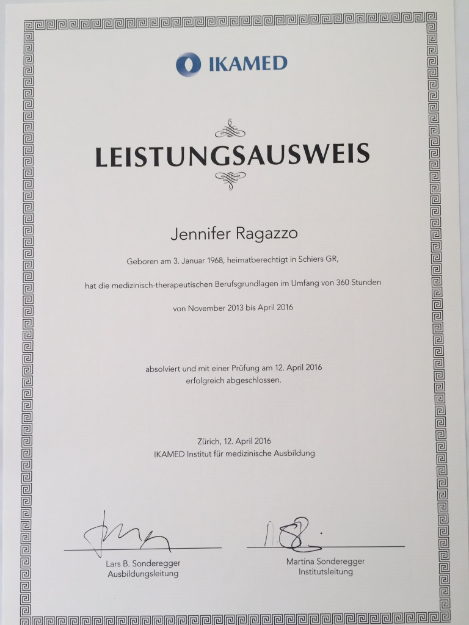 IKAMED
LEISTUNGSAUSWEIS
Jennifer Ragazzo
Geboren am 3. Januar 1968, heimatberechtigt in Schiers GR,
hat die medizinisch-therapeutischen Berufsgrundlagen im Umfang von 360 Stunden
von November 2013 bis April 2016
absolviert und mit einer Prüfung am 12. April 2016
erfolgreich abgeschlossen.
Zürich, 12. April 2016
IKAMED Institut für medizinische Ausbildung
Lars B. Sonderegger
Ausbildungsleitung
Martina Sonderegger
Institutsleitung